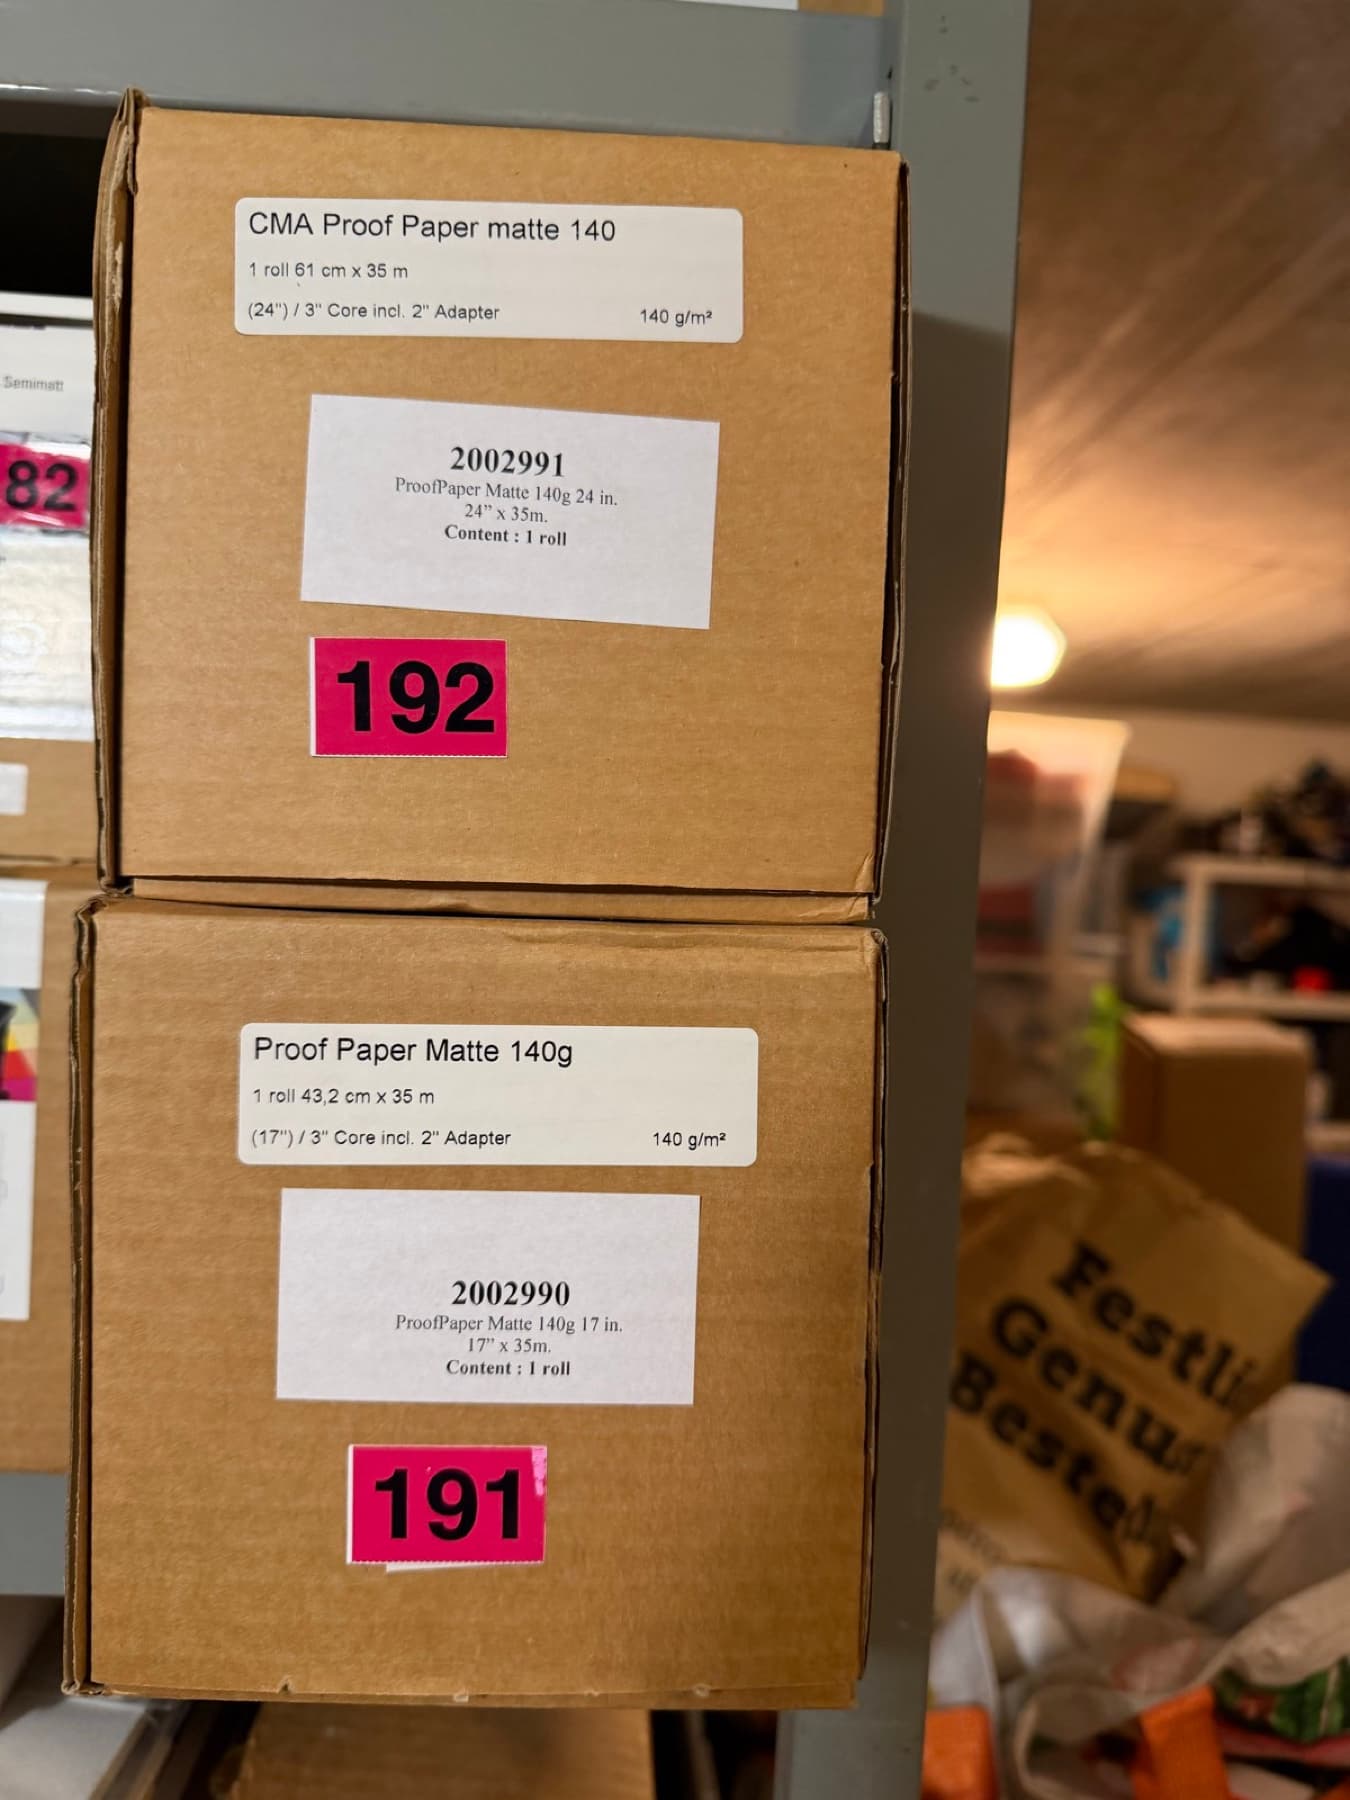 CMA Proof Paper matte 140
1 roll 61 cm x 35 m
(24") / 3" Core incl. 2" Adapter 140 g/m²
2002991
ProofPaper Matte 140g 24 in.
24" x 35m.
Content : 1 roll
192
Semimatt
82
Proof Paper Matte 140g
1 roll 43,2 cm x 35 m
(17") / 3" Core incl. 2" Adapter 140 g/m²
2002990
ProofPaper Matte 140g 17 in.
17" x 35m.
Content : 1 roll
191